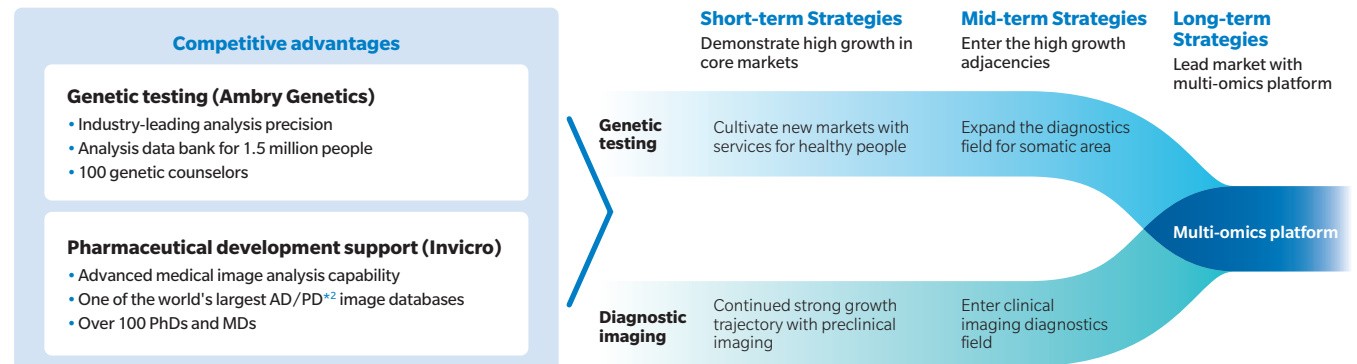 Competitive advantages
Genetic testing (Ambry Genetics)
• Industry-leading analysis precision
• Analysis data bank for 1.5 million people
• 100 genetic counselors
Pharmaceutical development support (Invicro)
• Advanced medical image analysis capability
• One of the world's largest AD/PD*2 image databases
• Over 100 PhDs and MDs
Short-term Strategies
Demonstrate high growth in
core markets
Mid-term Strategies
Enter the high growth
adjacencies
Long-term
Strategies
Lead market with
multi-omics platform
Genetic
testing
Cultivate new markets with
services for healthy people
Expand the diagnostics
field for somatic area
Multi-omics platform
Diagnostic
imaging
Continued strong growth
trajectory with preclinical
imaging
Enter clinical
imaging diagnostics
field